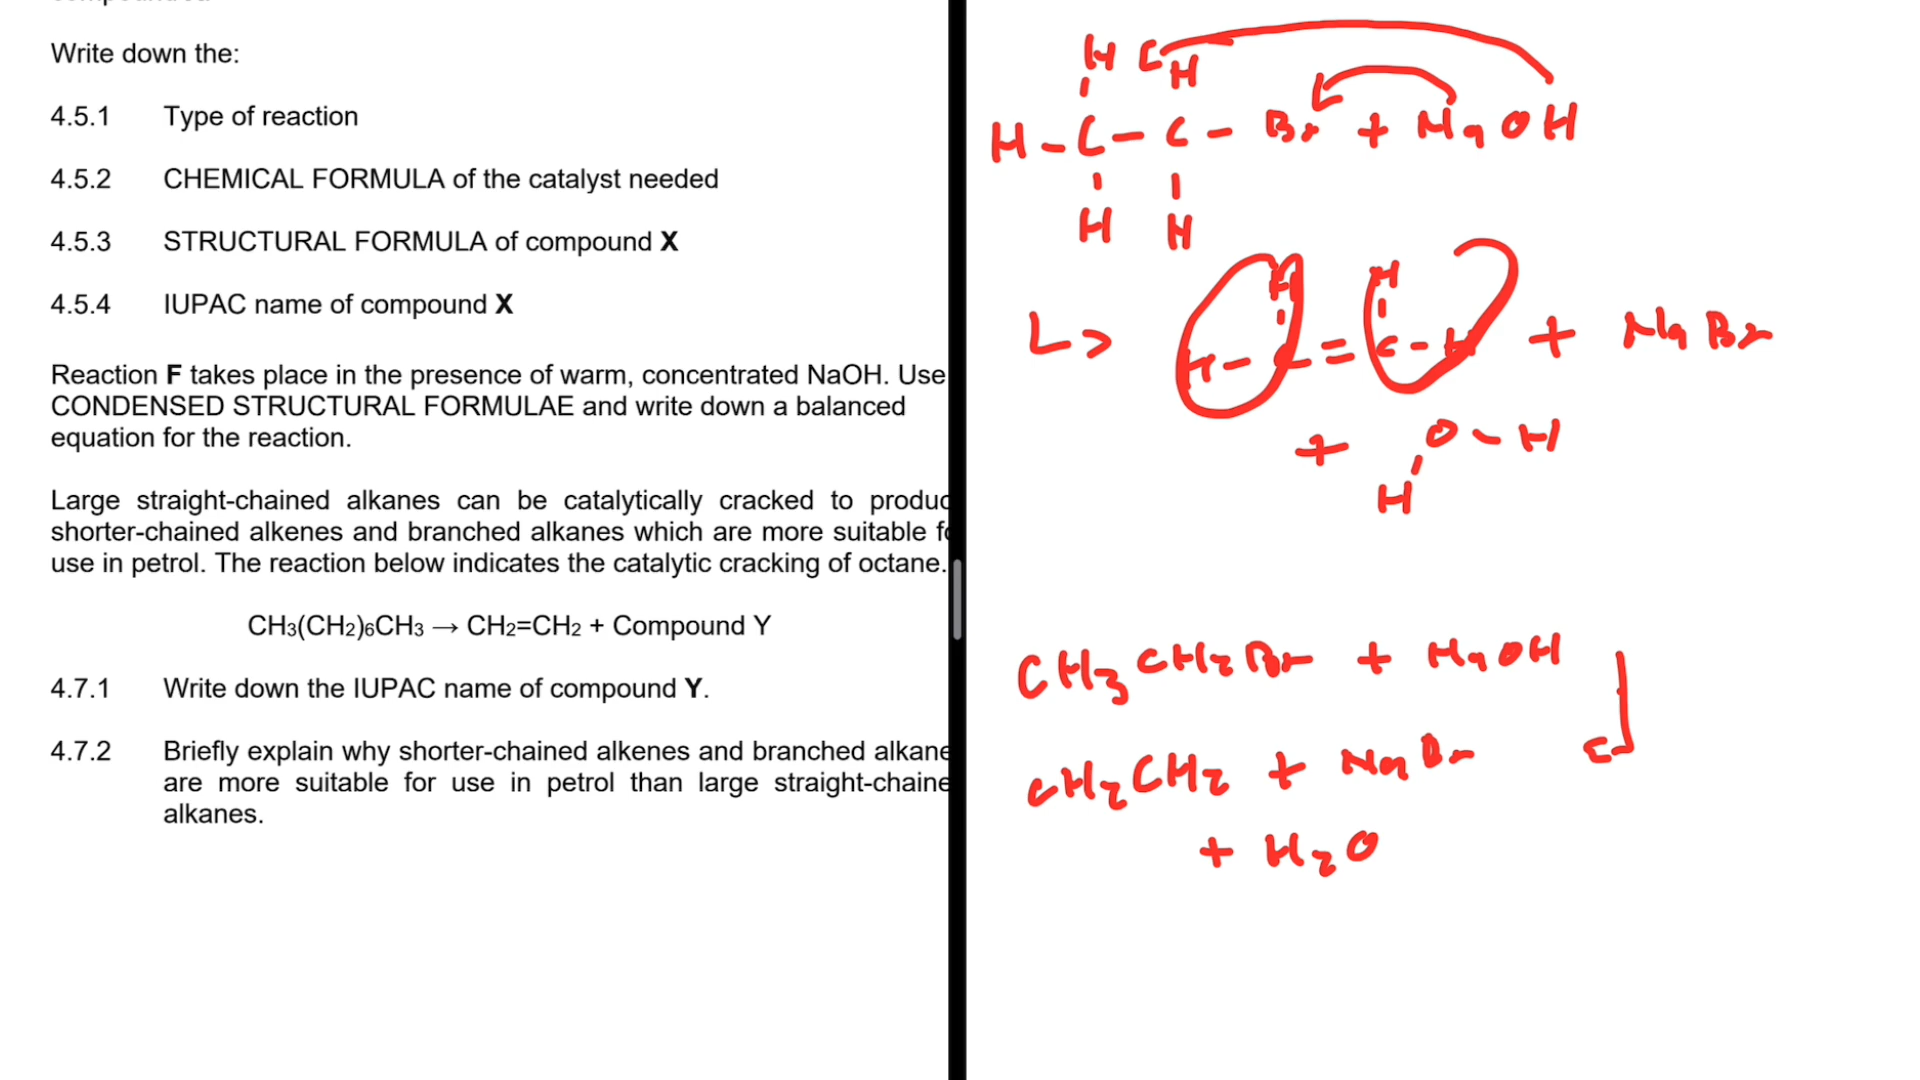 Write down the:
4.5.1 Type of reaction
4.5.2 CHEMICAL FORMULA of the catalyst needed
4.5.3 STRUCTURAL FORMULA of compound X
4.5.4 IUPAC name of compound X
Reaction F takes place in the presence of warm, concentrated NaOH. Use
CONDENSED STRUCTURAL FORMULAE and write down a balanced
equation for the reaction.
Large straight-chained alkanes can be catalytically cracked to produc
shorter-chained alkenes and branched alkanes which are more suitable fo
use in petrol. The reaction below indicates the catalytic cracking of octane.
CH3(CH2)6CH3 → CH2=CH2 + Compound Y
4.7.1 Write down the IUPAC name of compound Y.
4.7.2 Briefly explain why shorter-chained alkenes and branched alkane
are more suitable for use in petrol than large straight-chaine
alkanes.
H H
H - C - C - Br + NaOH
H H
H H
H - C = C - H + NaBr
+ O - H
H
CH3CH2Br + NaOH
CH2CH2 + NaBr
+ H2O